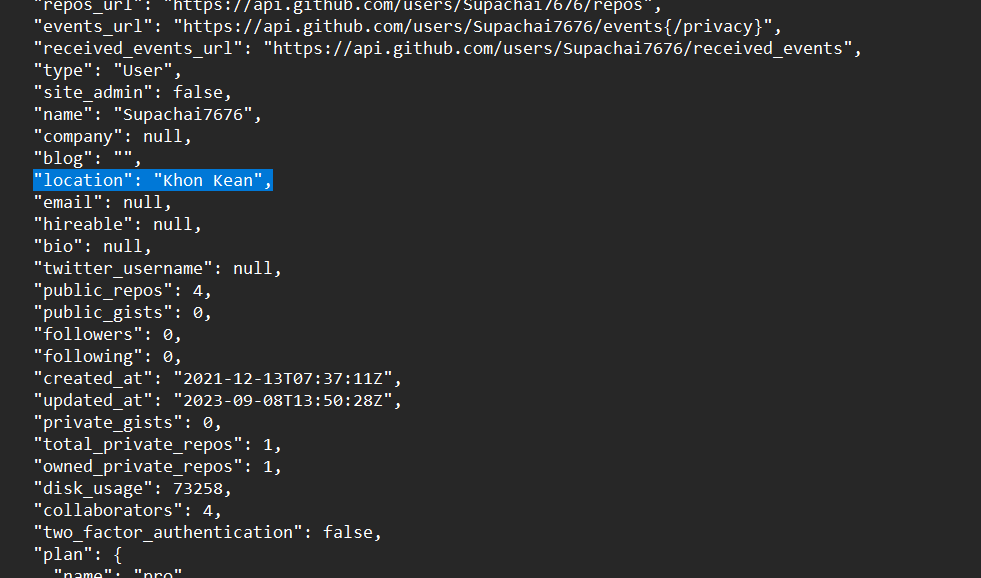 "repos_url": "https://api.github.com/users/Supachai7676/repos",
"events_url": "https://api.github.com/users/Supachai7676/events{/privacy}",
"received_events_url": "https://api.github.com/users/Supachai7676/received_events",
"type": "User",
"site_admin": false,
"name": "Supachai7676",
"company": null,
"blog": "",
"location": "Khon Kean",
"email": null,
"hireable": null,
"bio": null,
"twitter_username": null,
"public_repos": 4,
"public_gists": 0,
"followers": 0,
"following": 0,
"created_at": "2021-12-13T07:37:11Z",
"updated_at": "2023-09-08T13:50:28Z",
"private_gists": 0,
"total_private_repos": 1,
"owned_private_repos": 1,
"disk_usage": 73258,
"collaborators": 4,
"two_factor_authentication": false,
"plan": {
"name": "pro"